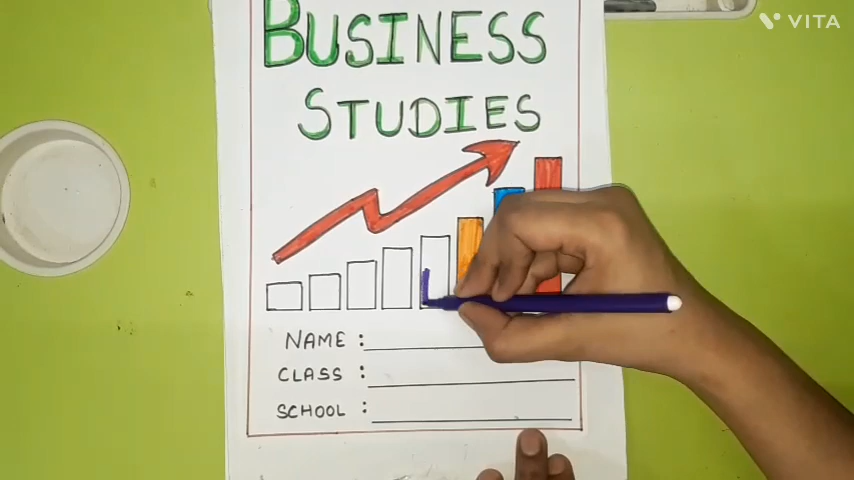 VITA
BUSINESS
STUDIES
NAME :
CLASS :
SCHOOL :